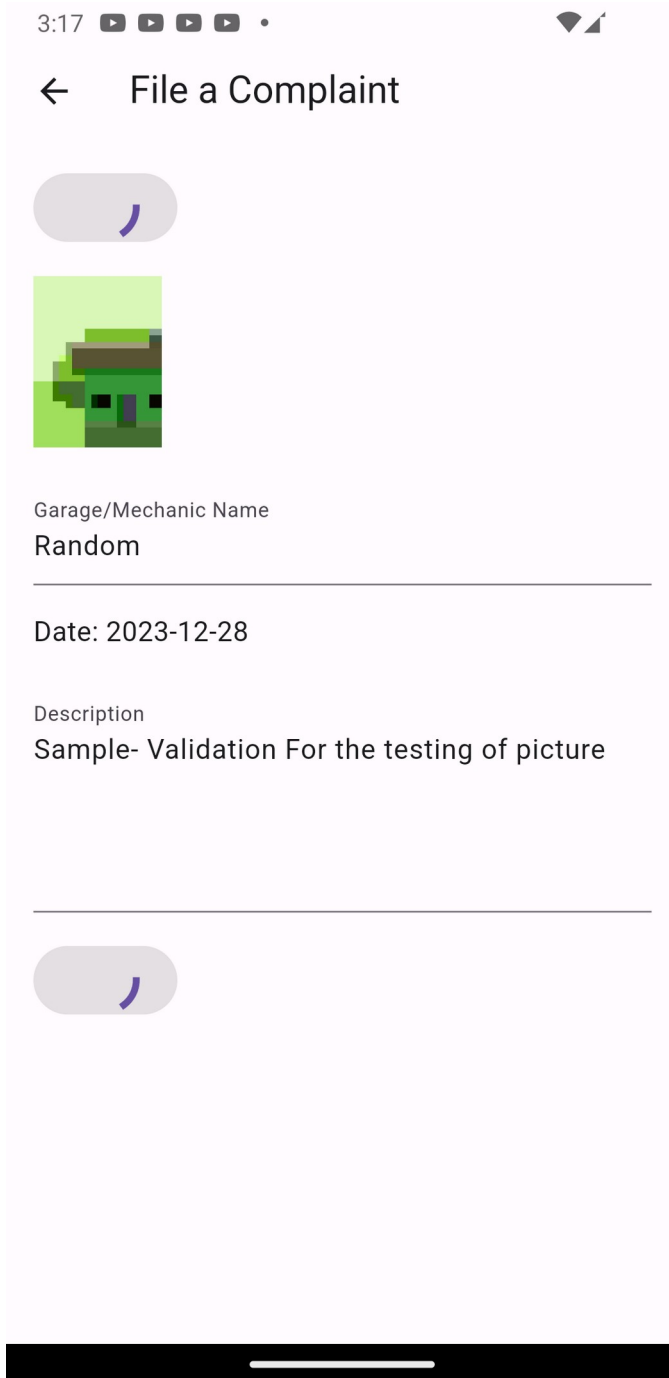 3:17
File a Complaint
Garage/Mechanic Name
Random
Date: 2023-12-28
Description
Sample- Validation For the testing of picture